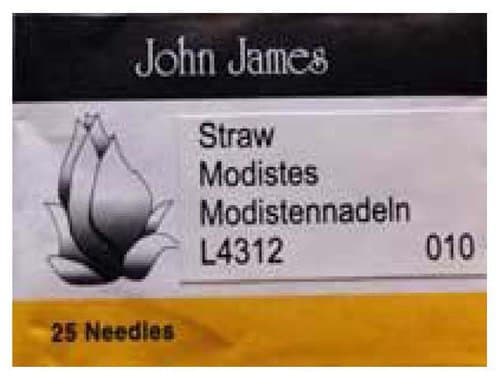 John James
Straw
Modistes
Modistennadeln
L4312 010
25 Needles